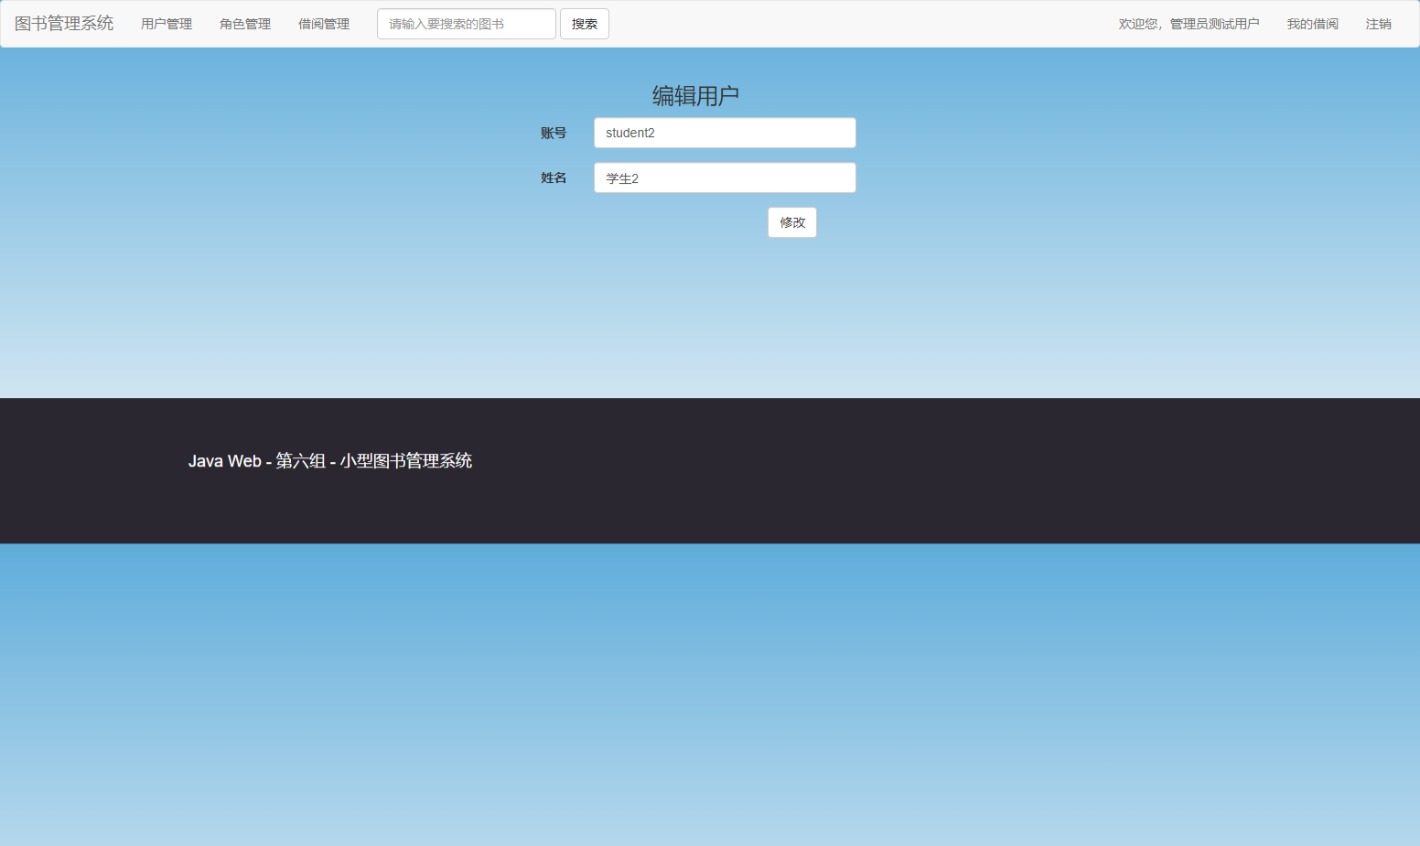 图书管理系统 用户管理 角色管理 借阅管理 请输入要搜索的图书 搜索 欢迎您，管理员测试用户 我的借阅 注销
编辑用户
账号 student2
姓名 学生2
修改
Java Web - 第六组 - 小型图书管理系统